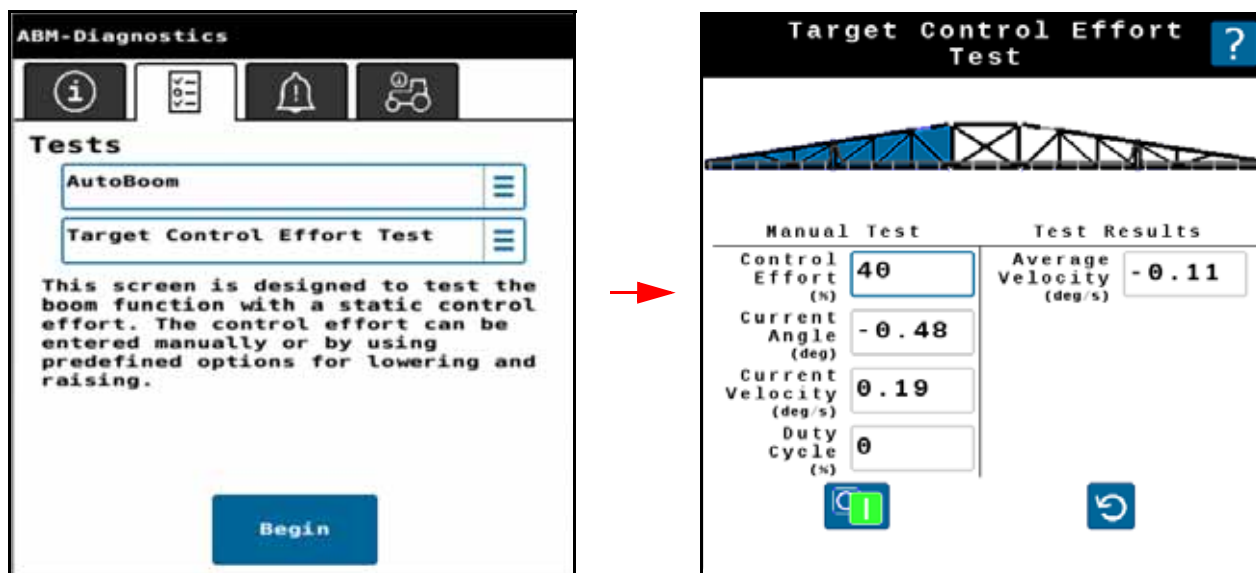 ABM-Diagnostics
Tests
AutoBoom
Target Control Effort Test
This screen is designed to test the
boom function with a static control
effort. The control effort can be
entered manually or by using
predefined options for lowering and
raising.
Begin
Target Control Effort
Test
?
Manual Test
Control
Effort
(%)
40
Current
Angle
(deg)
-0.48
Current
Velocity
(deg/s)
0.19
Duty
Cycle
(%)
0
Test Results
Average
Velocity
(deg/s)
-0.11